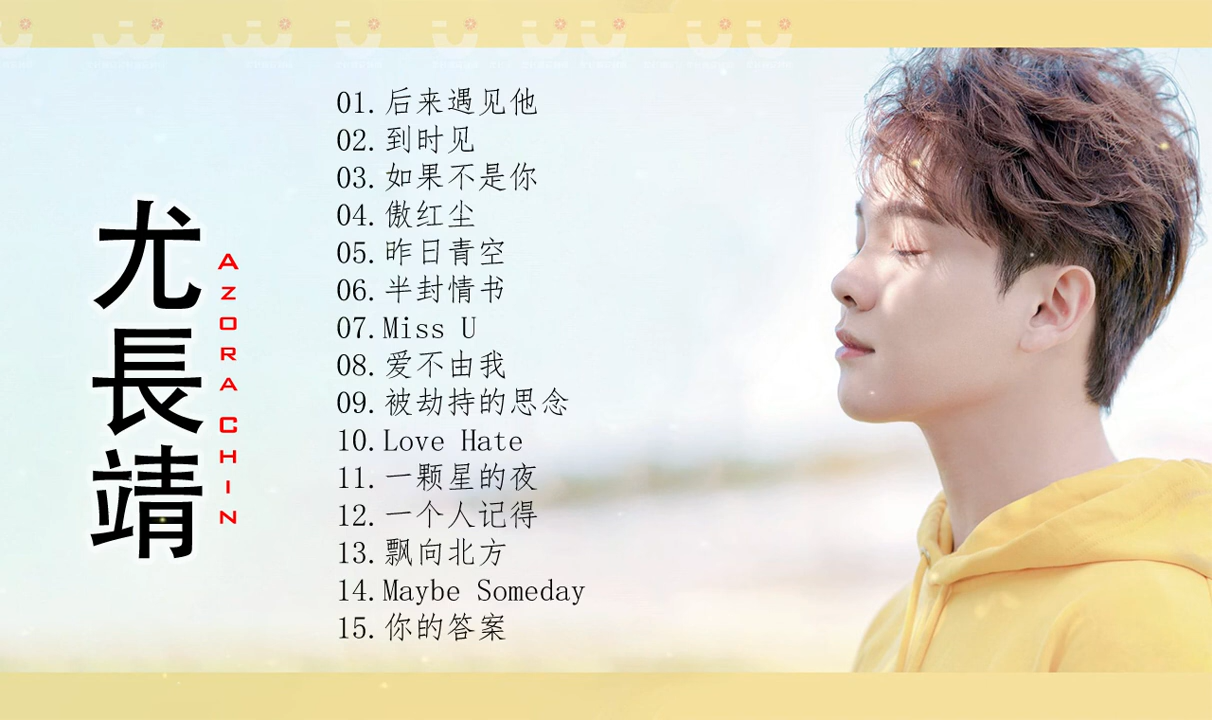 尤長靖
AZORA CHIN
01.后来遇见他
02.到时见
03.如果不是你
04.傲红尘
05.昨日青空
06.半封情书
07.Miss U
08.爱不由我
09.被劫持的思念
10.Love Hate
11.一颗星的夜
12.一个人记得
13.飘向北方
14.Maybe Someday
15.你的答案